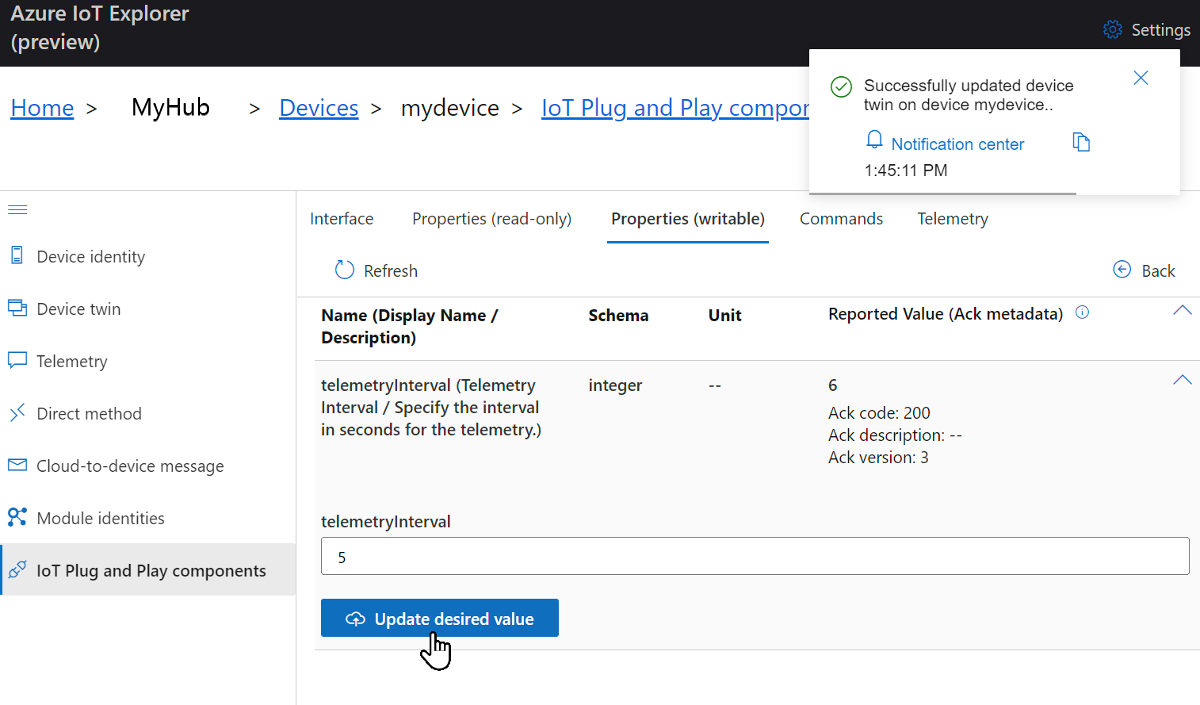 Azure IoT Explorer
(preview)
Settings
Successfully updated device
twin on device mydevice..
Notification center
1:45:11 PM
Home > MyHub > Devices > mydevice > IoT Plug and Play compor
Device identity
Device twin
Telemetry
Direct method
Cloud-to-device message
Module identities
IoT Plug and Play components
Interface Properties (read-only) Properties (writable) Commands Telemetry
Refresh Back
Name (Display Name /
Description)
Schema
Unit
Reported Value (Ack metadata)
telemetryInterval (Telemetry
Interval / Specify the interval
in seconds for the telemetry.)
integer
--
6
Ack code: 200
Ack description: --
Ack version: 3
telemetryInterval
5
Update desired value